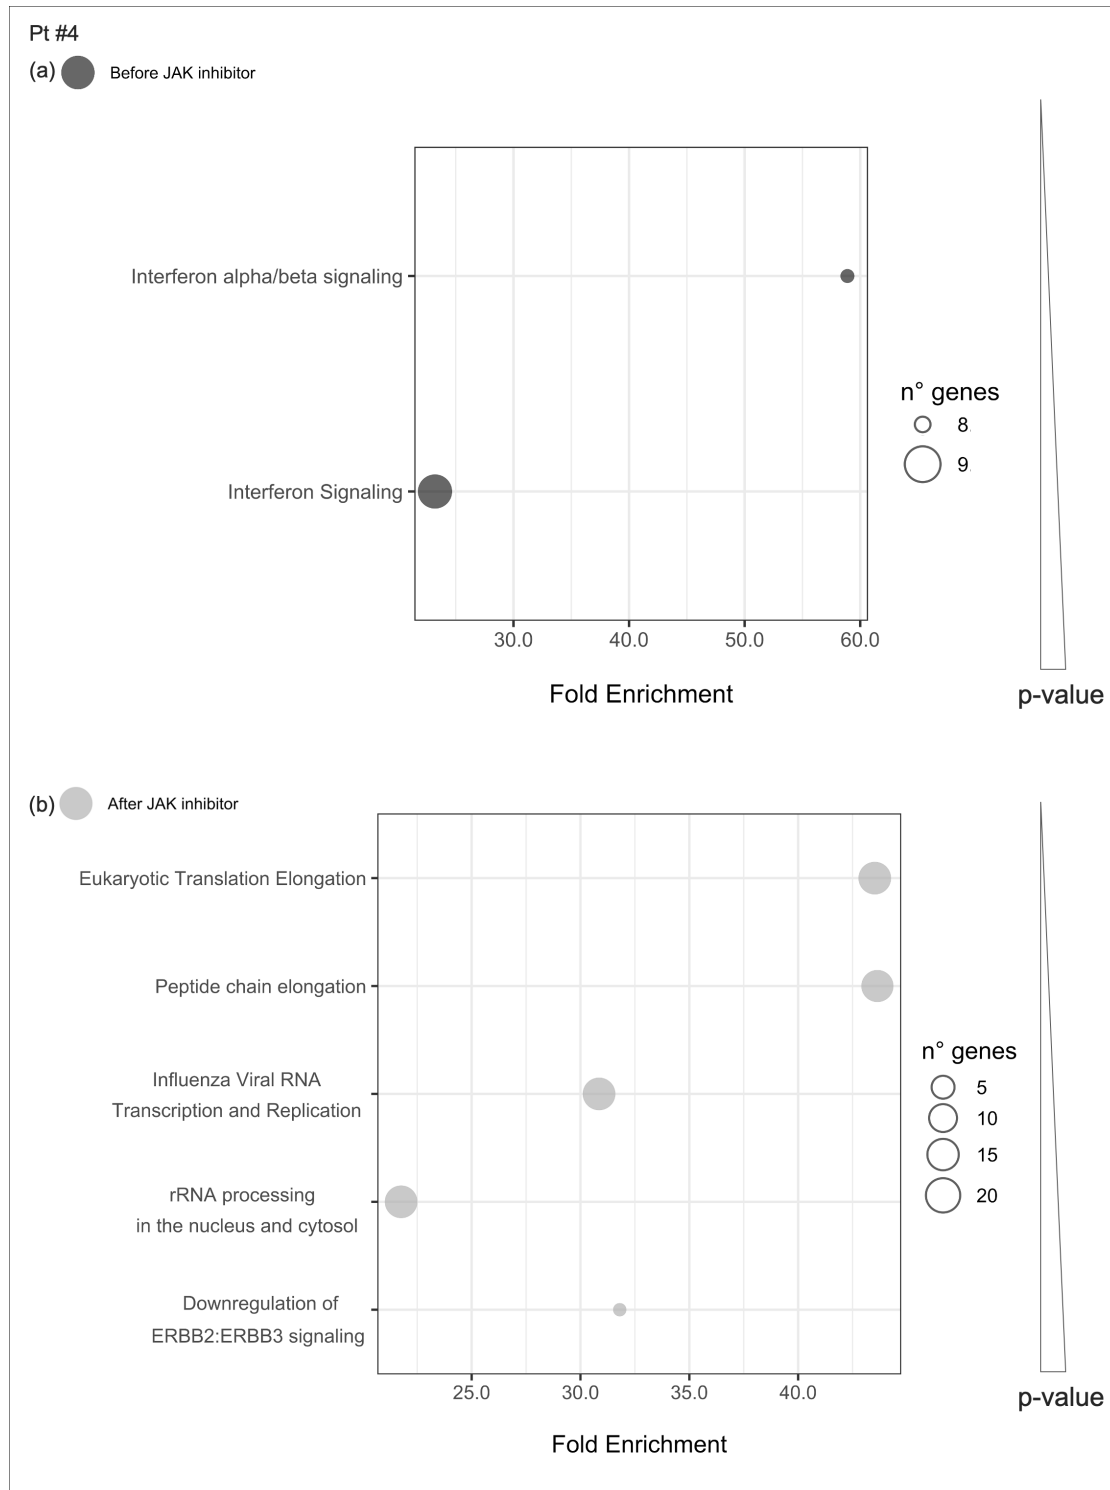 Pt #4
(a) Before JAK inhibitor
Interferon alpha/beta signaling
Interferon Signaling
n° genes
8.
9.
30.0 40.0 50.0 60.0
Fold Enrichment
p-value
(b) After JAK inhibitor
Eukaryotic Translation Elongation
Peptide chain elongation
Influenza Viral RNA
Transcription and Replication
rRNA processing
in the nucleus and cytosol
Downregulation of
ERBB2:ERBB3 signaling
n° genes
5
10
15
20
25.0 30.0 35.0 40.0
Fold Enrichment
p-value